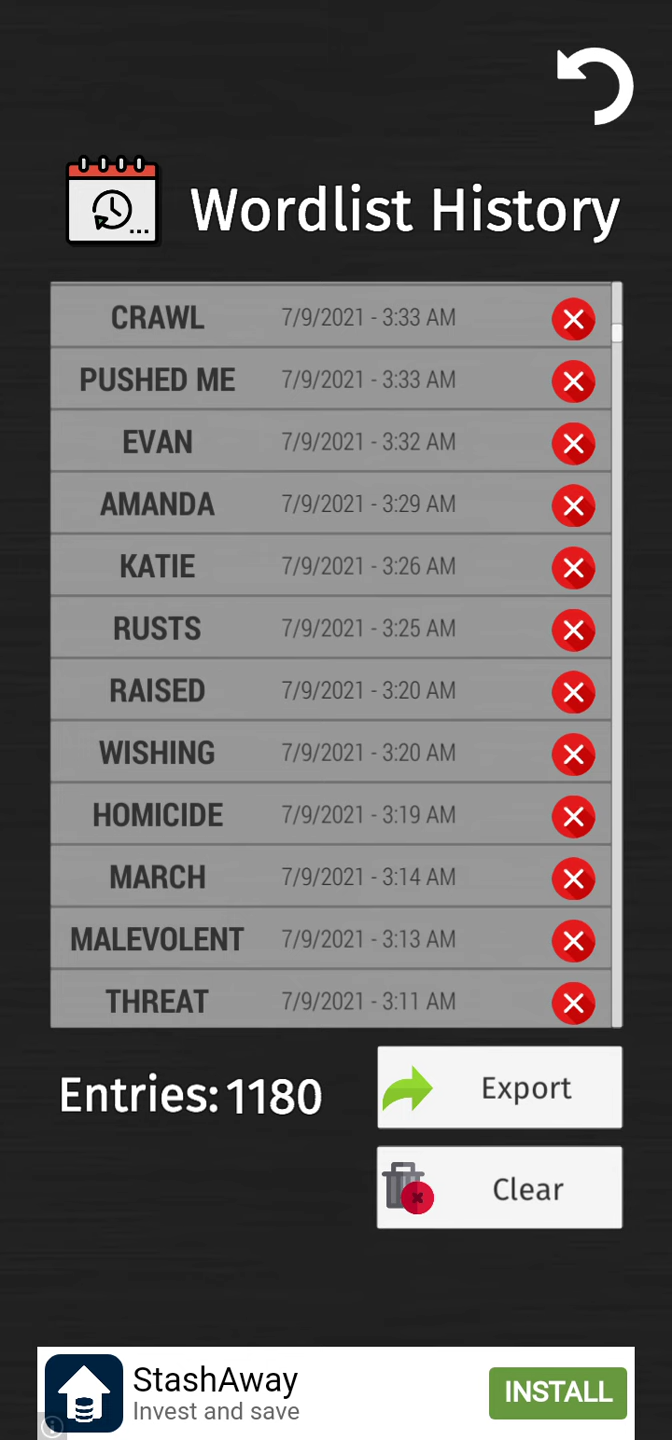 Wordlist History
CRAWL 7/9/2021 - 3:33 AM
PUSHED ME 7/9/2021 - 3:33 AM
EVAN 7/9/2021 - 3:32 AM
AMANDA 7/9/2021 - 3:29 AM
KATIE 7/9/2021 - 3:26 AM
RUSTS 7/9/2021 - 3:25 AM
RAISED 7/9/2021 - 3:20 AM
WISHING 7/9/2021 - 3:20 AM
HOMICIDE 7/9/2021 - 3:19 AM
MARCH 7/9/2021 - 3:14 AM
MALEVOLENT 7/9/2021 - 3:13 AM
THREAT 7/9/2021 - 3:11 AM
Entries: 1180
Export
Clear
StashAway
Invest and save
INSTALL